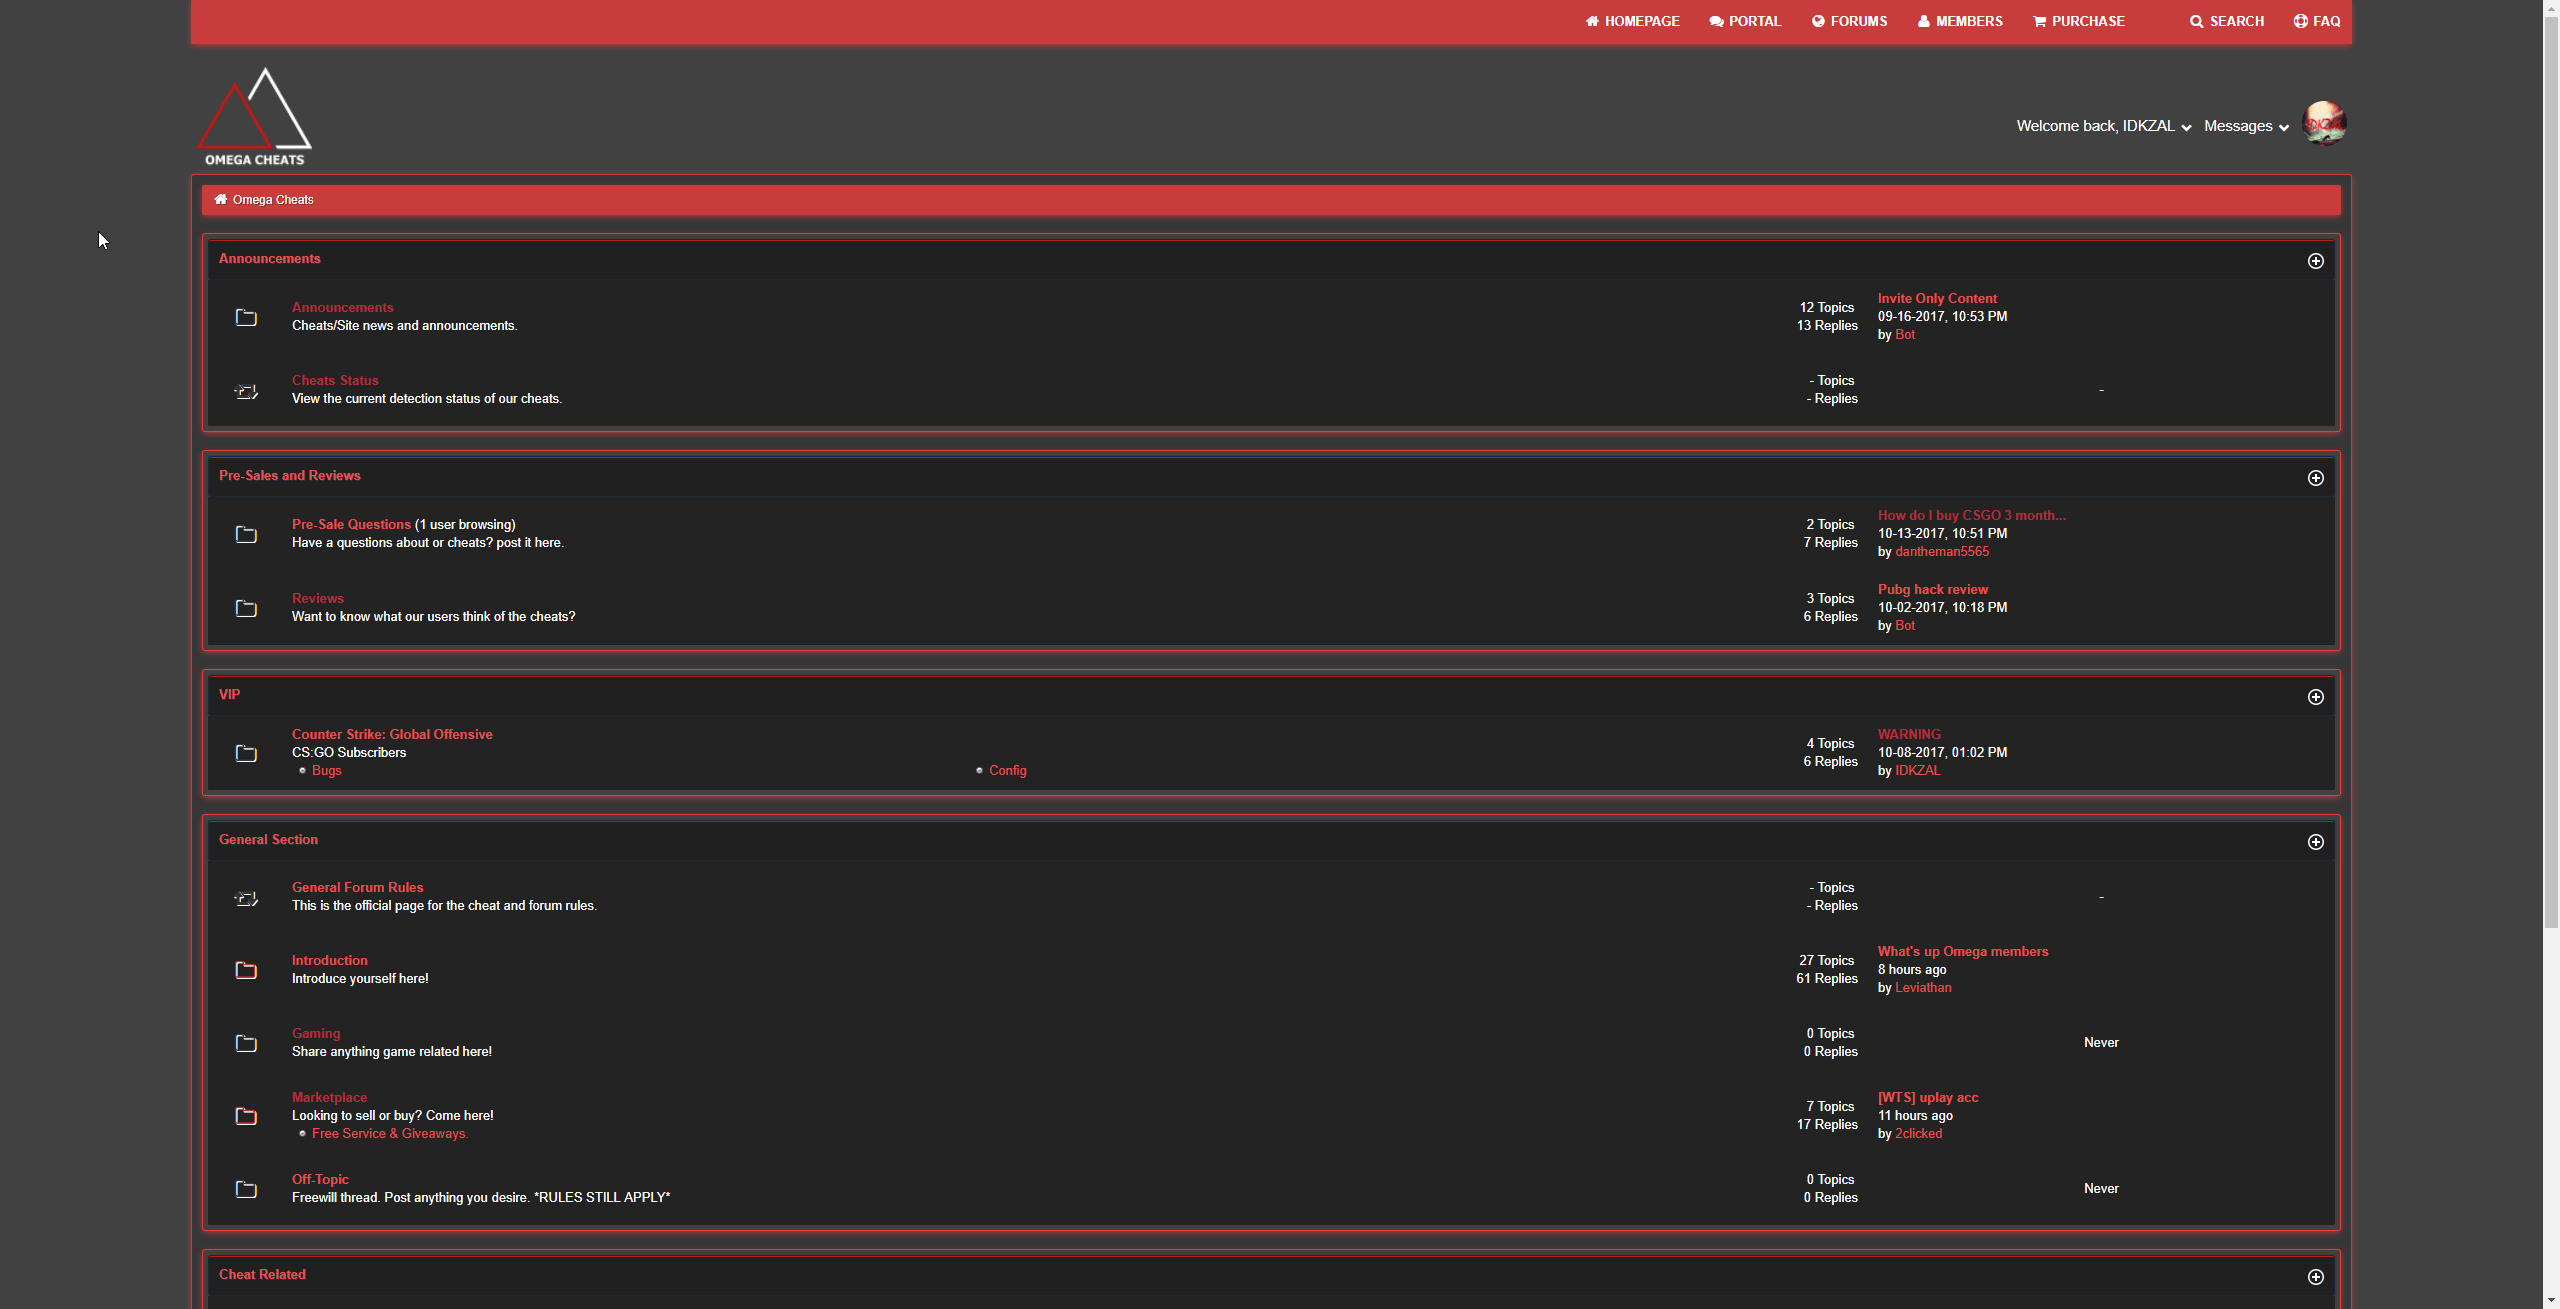 HOMEPAGE PORTAL FORUMS MEMBERS PURCHASE SEARCH FAQ
OMEGA CHEATS
Welcome back, IDKZAL Messages
IDKZAL
Omega Cheats
Announcements
Announcements
Cheats/Site news and announcements.
12 Topics
13 Replies
Invite Only Content
09-16-2017, 10:53 PM
by Bot
Cheats Status
View the current detection status of our cheats.
- Topics
- Replies
-
Pre-Sales and Reviews
Pre-Sale Questions (1 user browsing)
Have a questions about or cheats? post it here.
2 Topics
7 Replies
How do I buy CSGO 3 month...
10-13-2017, 10:51 PM
by dantheman5565
Reviews
Want to know what our users think of the cheats?
3 Topics
6 Replies
Pubg hack review
10-02-2017, 10:18 PM
by Bot
VIP
Counter Strike: Global Offensive
CS:GO Subscribers
Bugs
Config
4 Topics
6 Replies
WARNING
10-08-2017, 01:02 PM
by IDKZAL
General Section
General Forum Rules
This is the official page for the cheat and forum rules.
- Topics
- Replies
-
Introduction
Introduce yourself here!
27 Topics
61 Replies
What's up Omega members
8 hours ago
by Leviathan
Gaming
Share anything game related here!
0 Topics
0 Replies
Never
Marketplace
Looking to sell or buy? Come here!
Free Service & Giveaways.
7 Topics
17 Replies
[WTS] uplay acc
11 hours ago
by 2clicked
Off-Topic
Freewill thread. Post anything you desire. *RULES STILL APPLY*
0 Topics
0 Replies
Never
Cheat Related